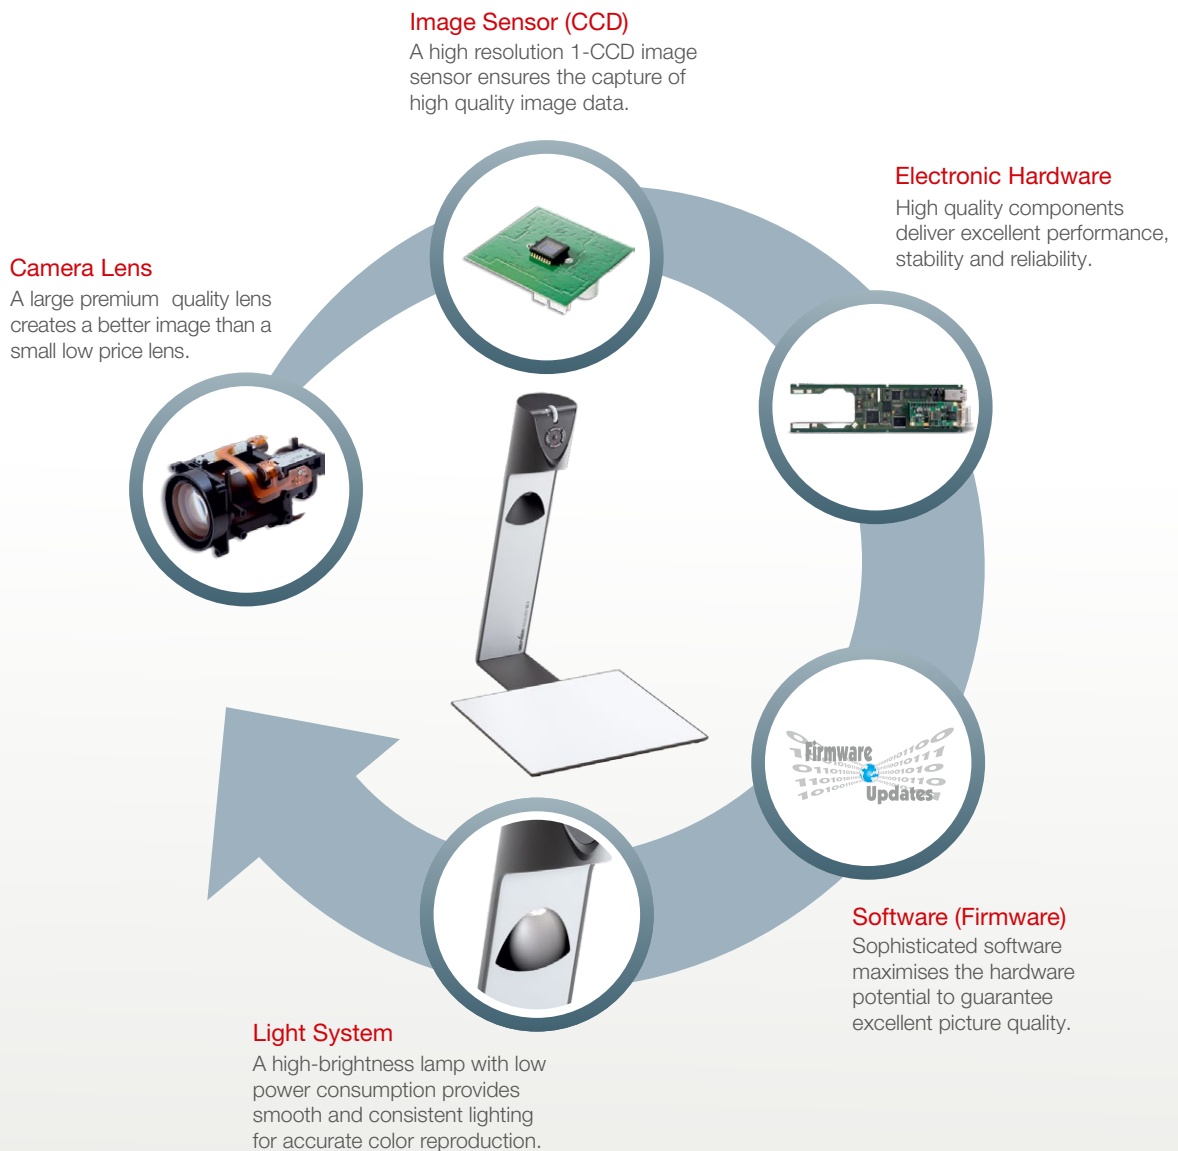 Image Sensor (CCD)
A high resolution 1-CCD image
sensor ensures the capture of
high quality image data.
Electronic Hardware
High quality components
deliver excellent performance,
stability and reliability.
Camera Lens
A large premium  quality lens
creates a better image than a
small low price lens.
Firmware
Updates
Software (Firmware)
Sophisticated software
maximises the hardware
potential to guarantee
excellent picture quality.
Light System
A high-brightness lamp with low
power consumption provides
smooth and consistent lighting
for accurate color reproduction.